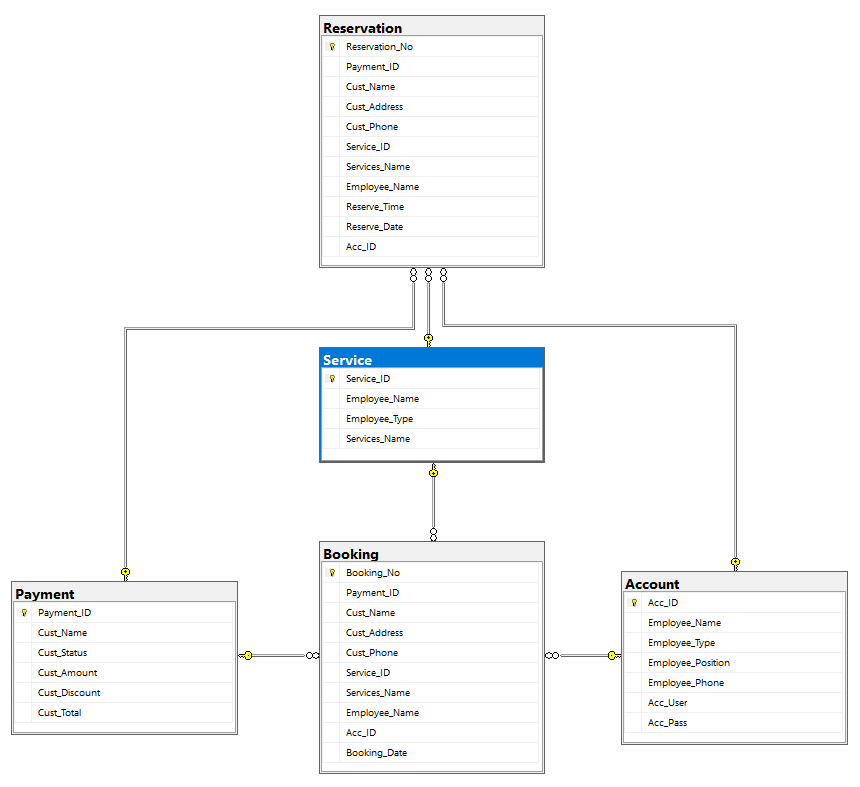 Reservation
Reservation_No
Payment_ID
Cust_Name
Cust_Address
Cust_Phone
Service_ID
Services_Name
Employee_Name
Reserve_Time
Reserve_Date
Acc_ID
Service
Service_ID
Employee_Name
Employee_Type
Services_Name
Payment
Payment_ID
Cust_Name
Cust_Status
Cust_Amount
Cust_Discount
Cust_Total
Booking
Booking_No
Payment_ID
Cust_Name
Cust_Address
Cust_Phone
Service_ID
Services_Name
Employee_Name
Acc_ID
Booking_Date
Account
Acc_ID
Employee_Name
Employee_Type
Employee_Position
Employee_Phone
Acc_User
Acc_Pass